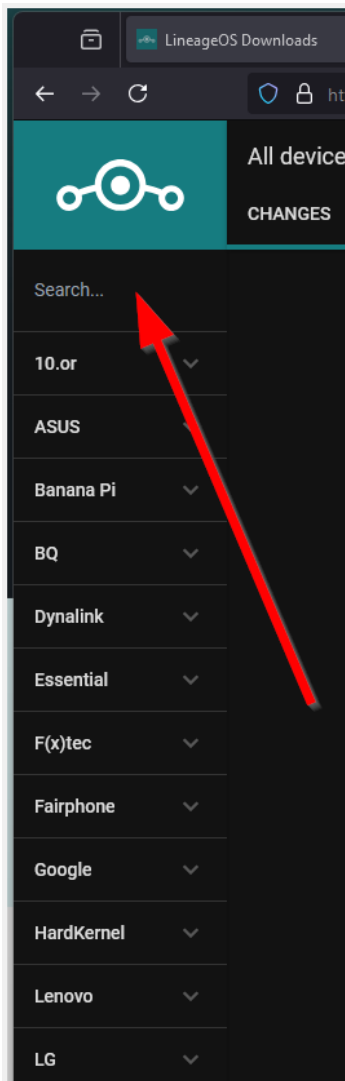 LineageOS Downloads
All device
CHANGES
Search...
10.or
ASUS
Banana Pi
BQ
Dynalink
Essential
F(x)tec
Fairphone
Google
HardKernel
Lenovo
LG